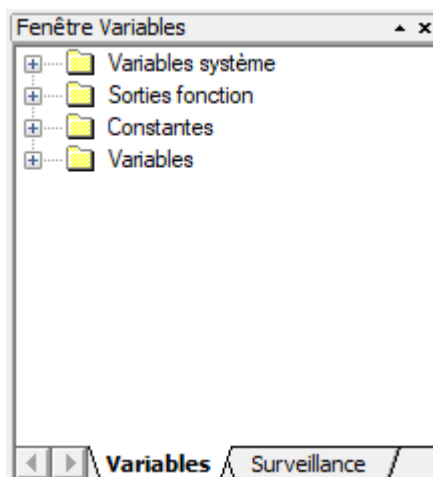 Fenêtre Variables
Variables système
Sorties fonction
Constantes
Variables
Variables Surveillance